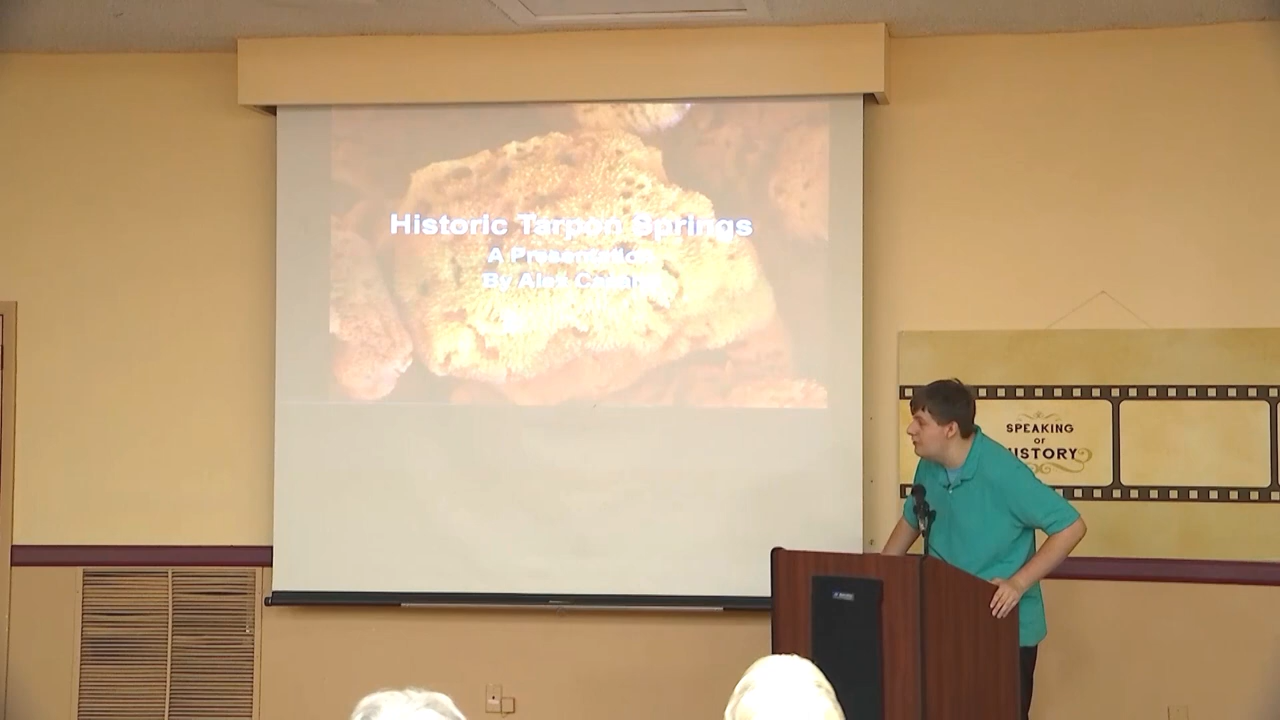 Historic Tarpon Springs
A Presentation
By Alex
SPEAKING
OF
HISTORY